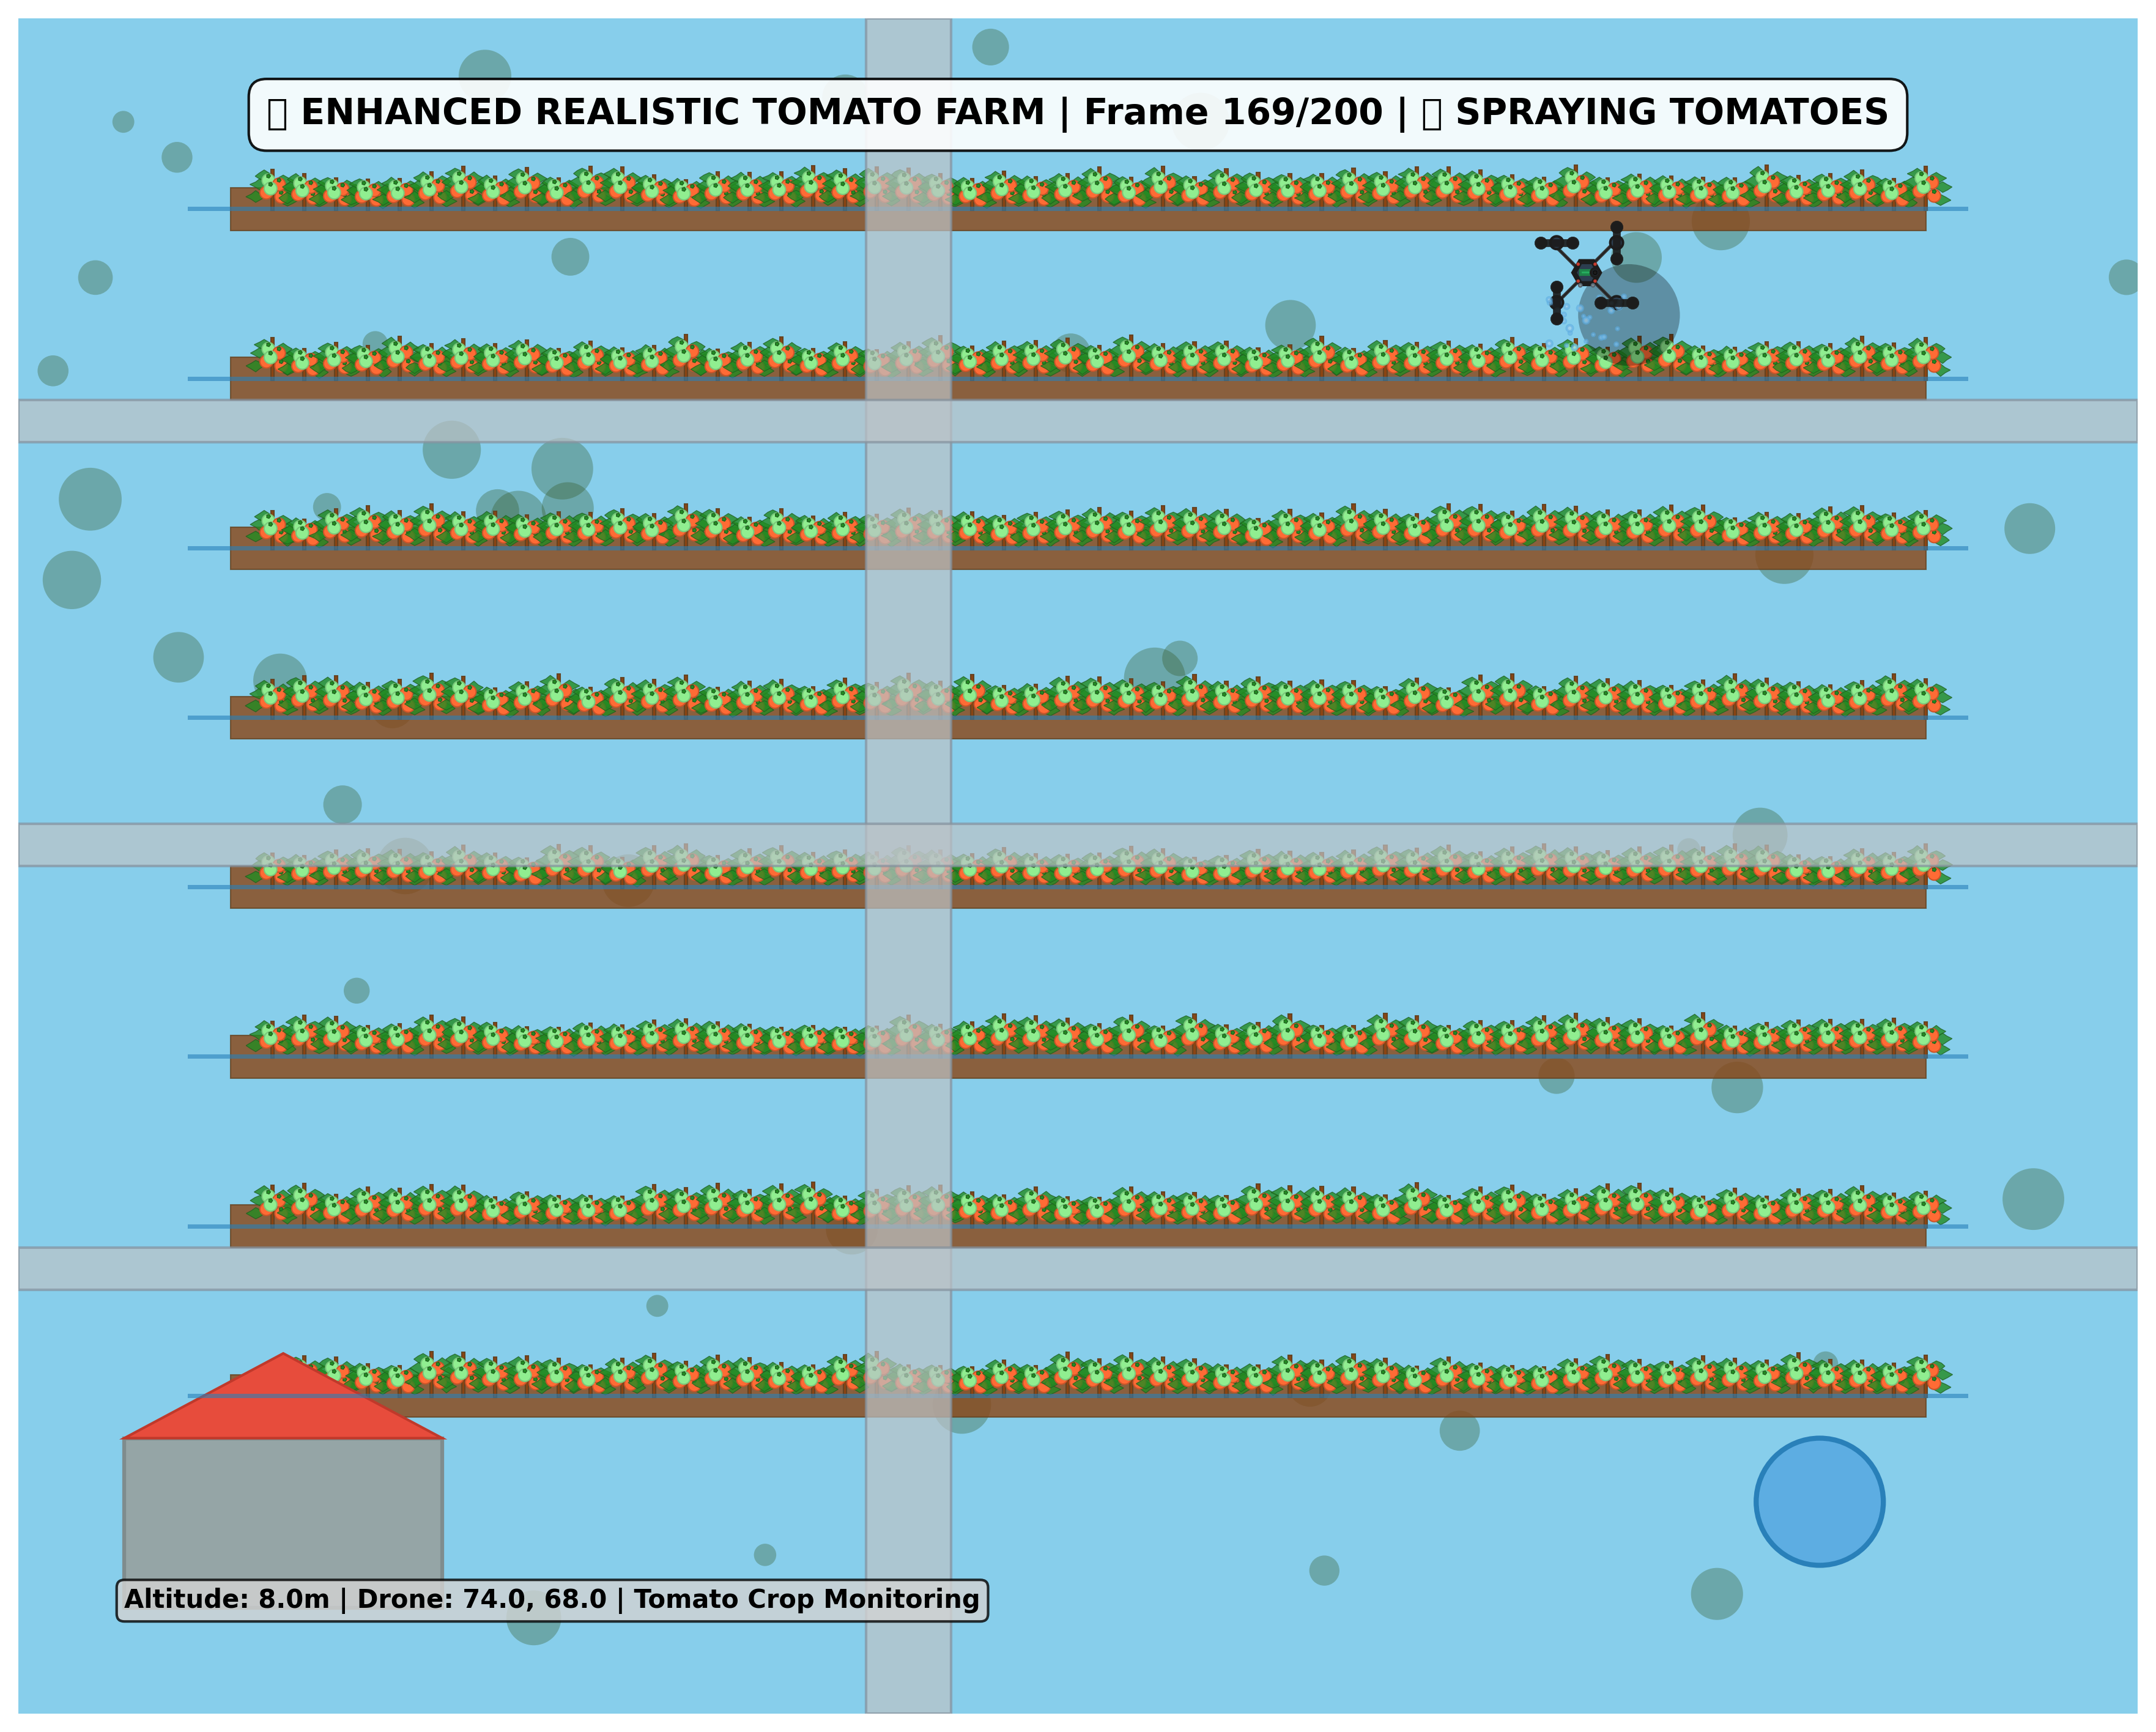 ▯ ENHANCED REALISTIC TOMATO FARM | Frame 169/200 | ▯ SPRAYING TOMATOES
Altitude: 8.0m | Drone: 74.0, 68.0 | Tomato Crop Monitoring